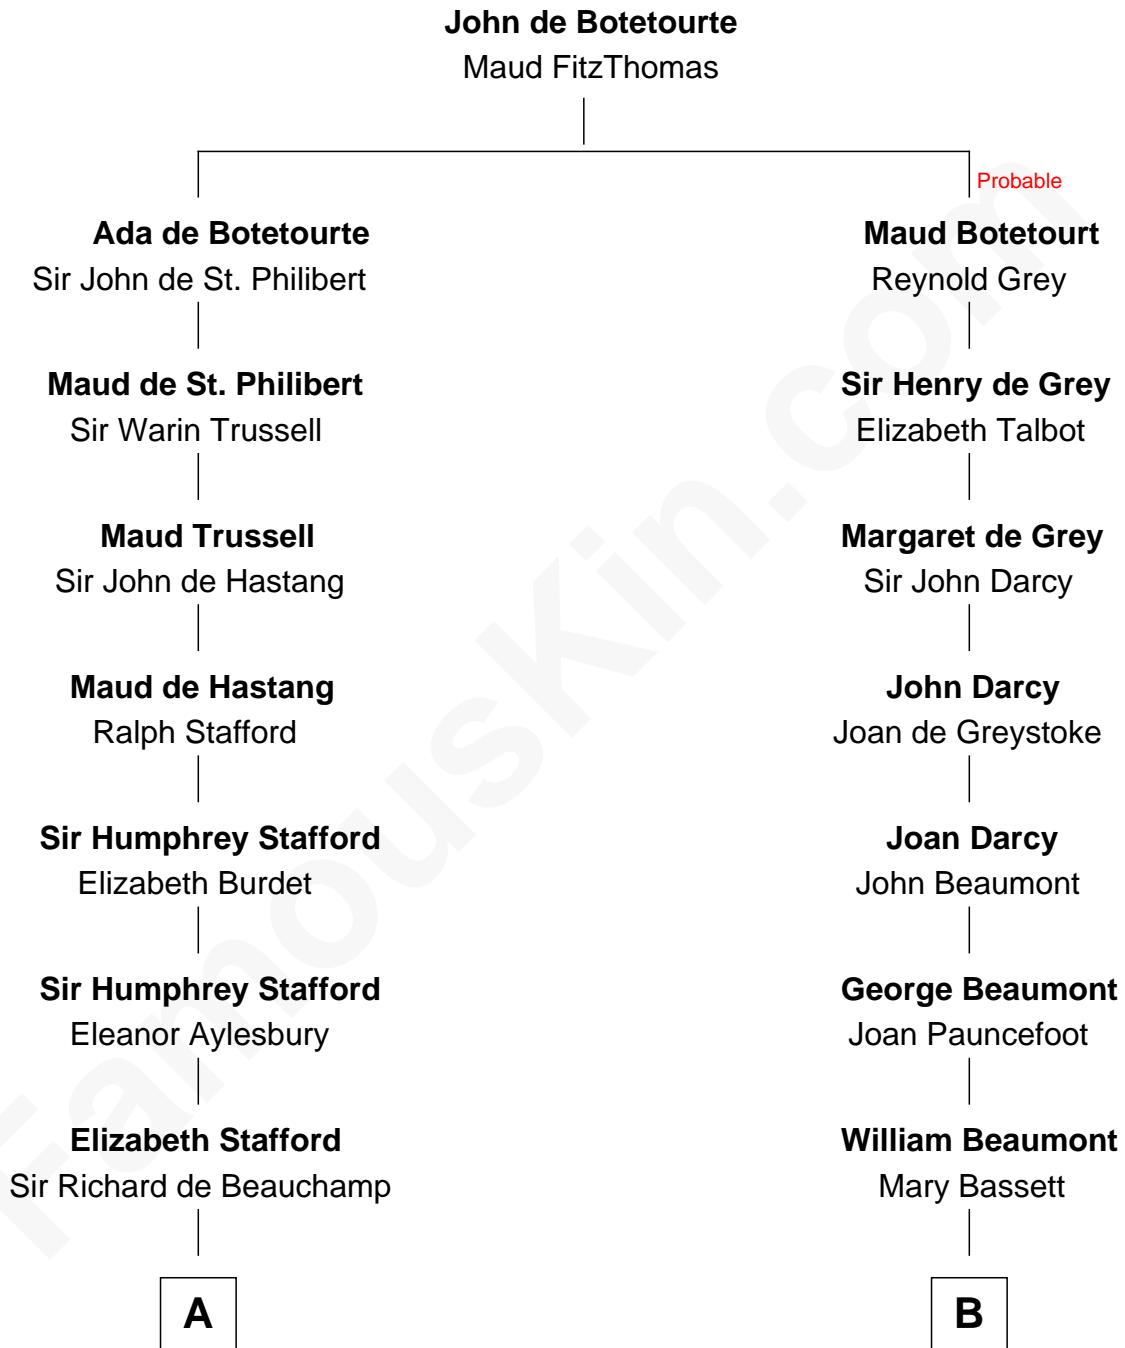 John de Botetourte
Maud FitzThomas
Probable
Ada de Botetourte
Sir John de St. Philibert
Maud Botetourt
Reynold Grey
Maud de St. Philibert
Sir Warin Trussell
Sir Henry de Grey
Elizabeth Talbot
Maud Trussell
Sir John de Hastang
Margaret de Grey
Sir John Darcy
Maud de Hastang
Ralph Stafford
John Darcy
Joan de Greystoke
Sir Humphrey Stafford
Elizabeth Burdet
Joan Darcy
John Beaumont
Sir Humphrey Stafford
Eleanor Aylesbury
George Beaumont
Joan Pauncefoot
Elizabeth Stafford
Sir Richard de Beauchamp
William Beaumont
Mary Bassett
A
B
FamousKin.com